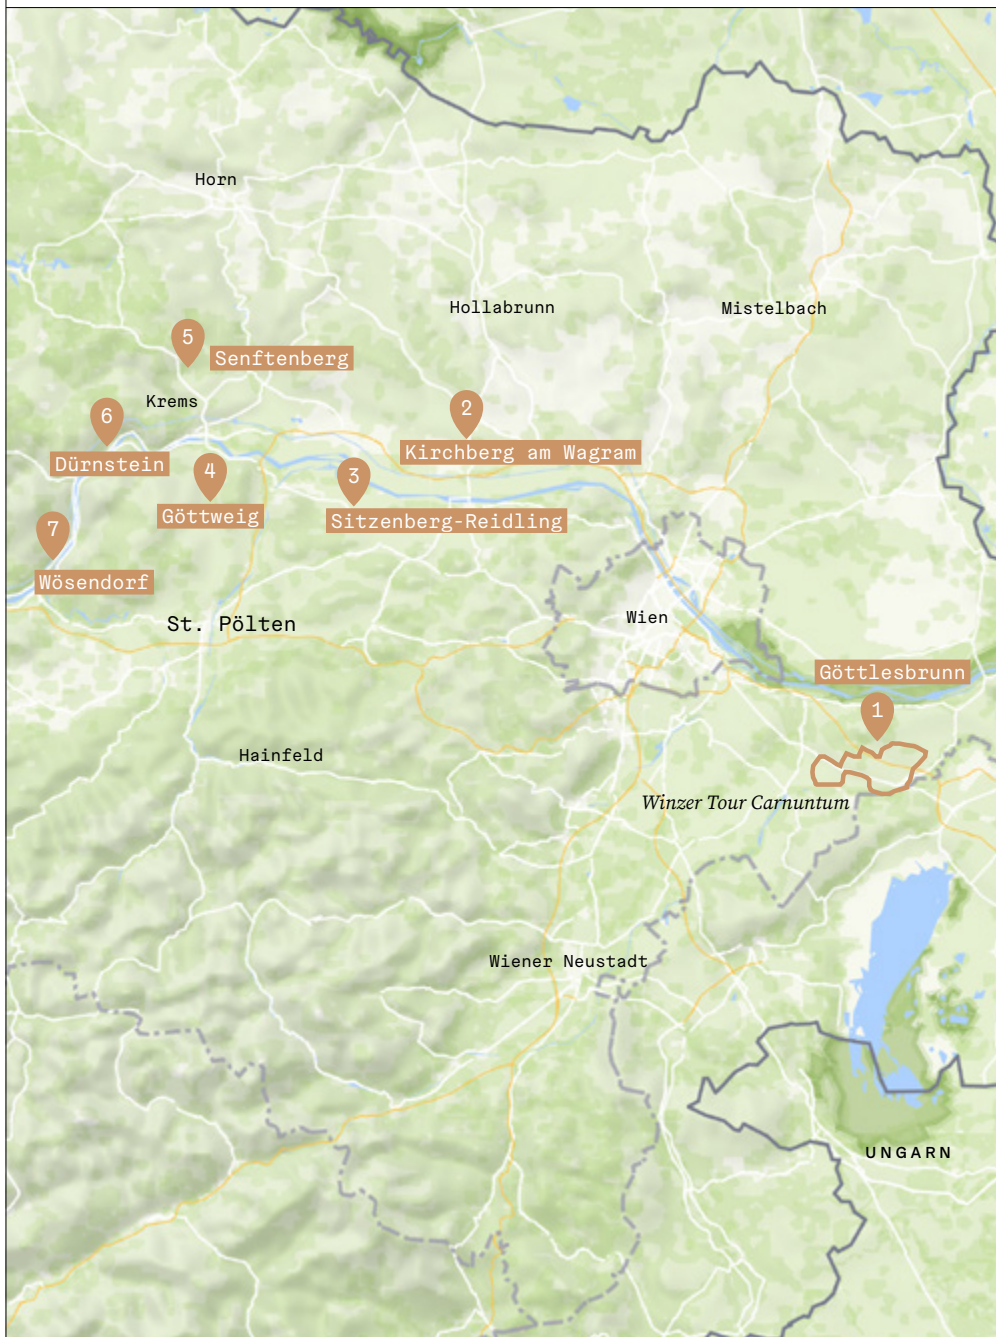 Horn
Hollabrunn
Mistelbach
5
Senftenberg
Krems
6
2
Dürnstein
Kirchberg am Wagram
4
3
Göttweig
Sitzenberg-Reidling
7
Wösendorf
St. Pölten
Wien
Göttlesbrunn
1
Hainfeld
Winzer Tour Carnuntum
Wiener Neustadt
UNGARN